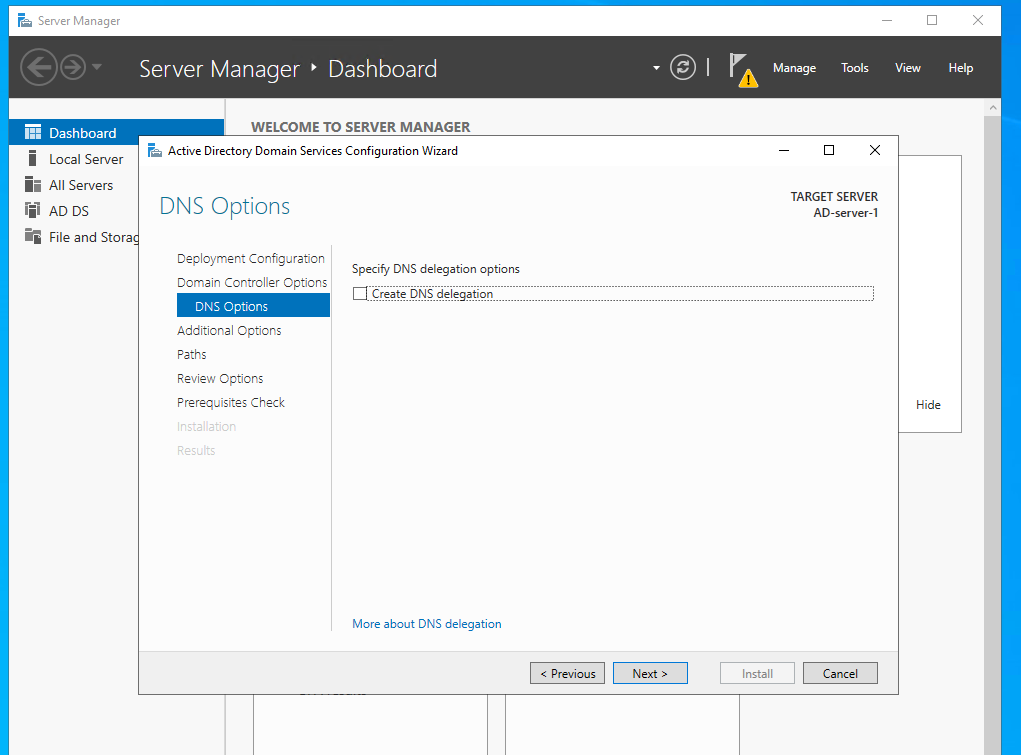 Server Manager
Server Manager ‣ Dashboard
Manage
Tools
View
Help
Dashboard
Local Server
All Servers
AD DS
File and Storag
WELCOME TO SERVER MANAGER
Hide
Active Directory Domain Services Configuration Wizard
DNS Options
TARGET SERVER
AD-server-1
Deployment Configuration
Domain Controller Options
DNS Options
Additional Options
Paths
Review Options
Prerequisites Check
Installation
Results
Specify DNS delegation options
Create DNS delegation
More about DNS delegation
< Previous
Next >
Install
Cancel